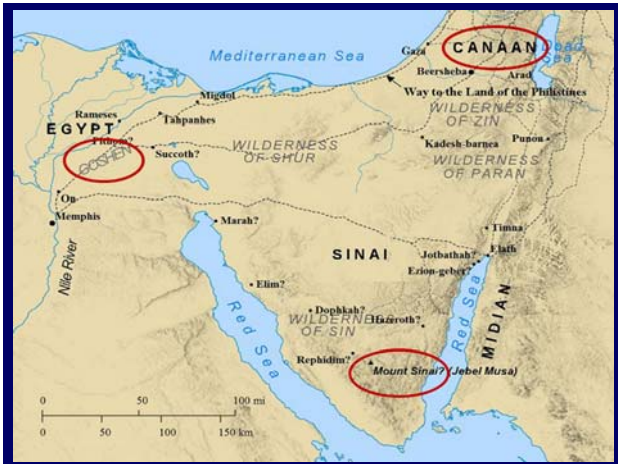 Mediterranean Sea
Gaza
CANAAN
Dead
Sea
Beersheba
Arad
Way to the Land of the Philistines
Migdol
Rameses
Tahpanhes
WILDERNESS
OF ZIN
EGYPT
Pithom?
GOSHEN
Succoth?
WILDERNESS
OF SHUR
Kadesh-barnea
Punon
WILDERNESS
OF PARAN
On
Memphis
Marah?
Timna
Nile River
SINAI
Jotbathah?
Elath
Ezion-geber?
Elim?
Red Sea
Dophkah?
WILDERNESS
OF SIN
Hazeroth?
Red Sea
MIDIAN
Rephidim?
Mount Sinai? (Jebel Musa)
0 50 100 mi
0 50 100 150 km